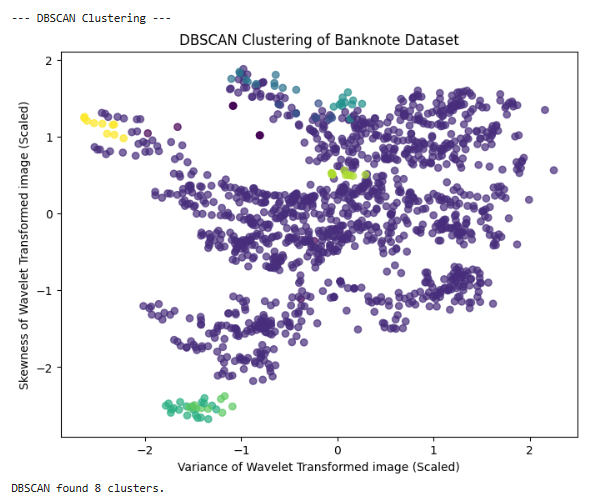 --- DBSCAN Clustering ---
DBSCAN Clustering of Banknote Dataset
Skewness of Wavelet Transformed image (Scaled)
2
1
0
−1
−2
−2 −1 0 1 2
Variance of Wavelet Transformed image (Scaled)
DBSCAN found 8 clusters.